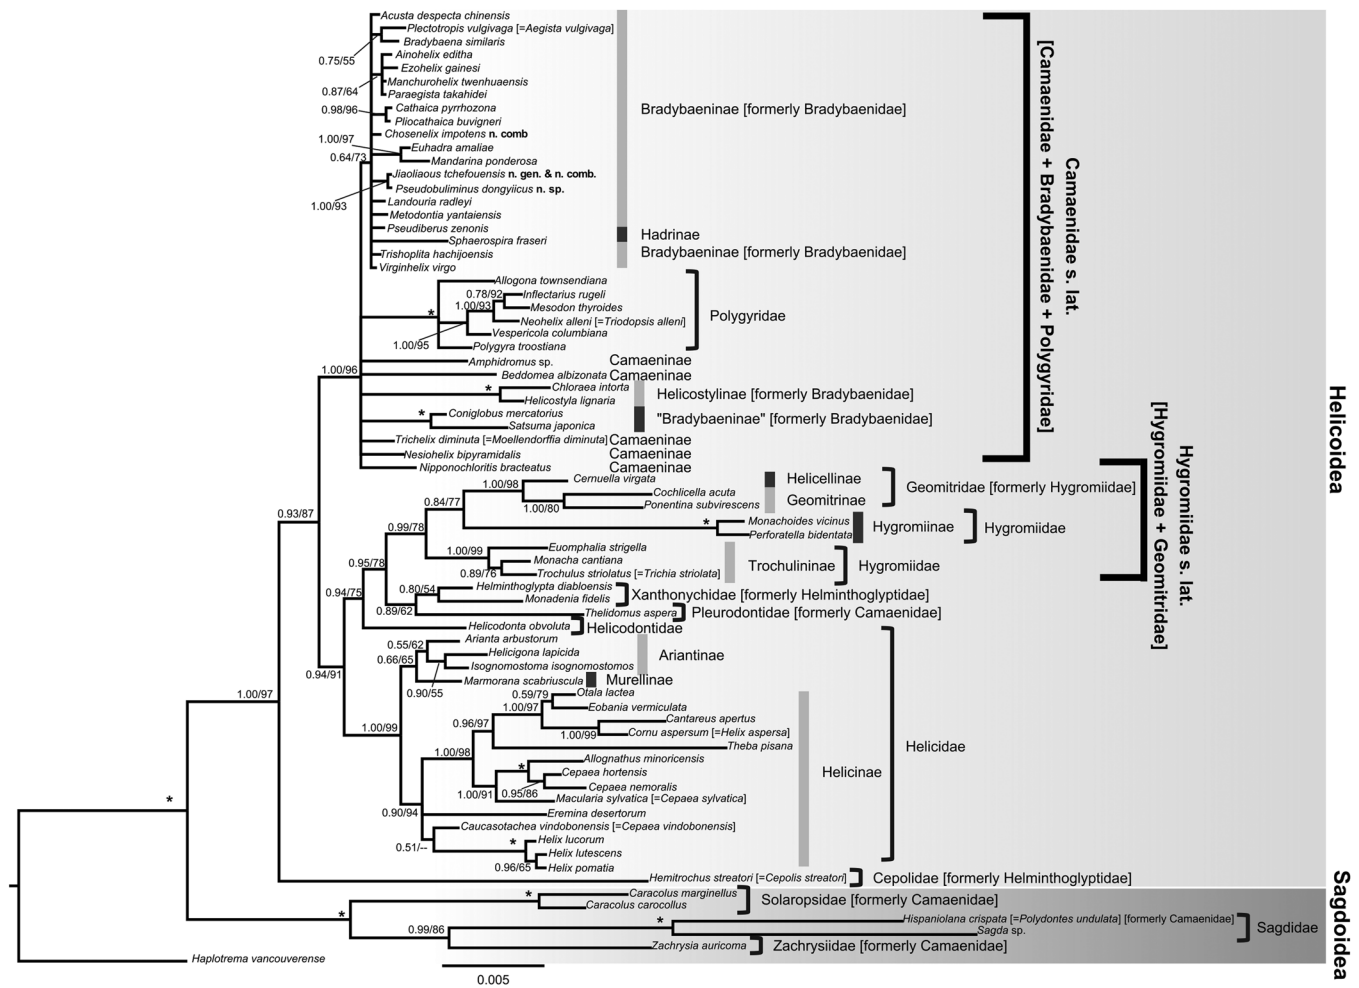 Acusta despecta chinensis
Plectotropis vulgivaga [=Aegista vulgivaga]
Bradybaena similaris
0.75/55
Ainohelix editha
Ezohelix gainesi
Manchurohelix twenhuaensis
Paraegista takahidei
0.87/64
Cathaica pyrrhozona
0.98/96
Pliocathaica buvigneri
Bradybaeninae [formerly Bradybaenidae]
Chosenelix impotens n. comb
1.00/97
Euhadra amaliae
0.64/73
Mandarina ponderosa
Jiaoliaous tchefouensis n. gen. & n. comb.
Pseudobuliminus dongyiicus n. sp.
1.00/93
Landouria radleyi
Metodontia yantaiensis
Pseudiberus zenonis
Hadrinae
Sphaerospira fraseri
Trishoplita hachijoensis
Bradybaeninae [formerly Bradybaenidae]
Virginhelix virgo
Camaenidae s. lat.
[Camaenidae + Bradybaenidae + Polygyridae]
Allogona townsendiana
0.78/92
Inflectarius rugeli
1.00/93
Mesodon thyroides
*
Neohelix alleni [=Triodopsis alleni]
Polygyridae
Vespericola columbiana
1.00/95
Polygyra troostiana
Amphidromus sp.
Camaeninae
1.00/96
Beddomea albizonata
Camaeninae
*
Chloraea intorta
Helicostyla lignaria
Helicostylinae [formerly Bradybaenidae]
*
Coniglobus mercatorius
Satsuma japonica
"Bradybaeninae" [formerly Bradybaenidae]
Trichelix diminuta [=Moellendorffia diminuta]
Camaeninae
Nesiohelix bipyramidalis
Camaeninae
Nipponochloritis bracteatus
Camaeninae
Helicoidea
Hygromiidae s. lat.
[Hygromiidae + Geomitridae]
1.00/98
Cernuella virgata
Helicellinae
0.84/77
Cochlicella acuta
1.00/80
Ponentina subvirescens
Geomitrinae
Geomitridae [formerly Hygromiidae]
0.93/87
*
Monachoides vicinus
Perforatella bidentata
Hygromiinae
Hygromiidae
0.99/78
1.00/99
Euomphalia strigella
Monacha cantiana
0.89/76
Trochulus striolatus [=Trichia striolata]
Trochulininae
Hygromiidae
0.95/78
0.80/54
Helminthoglypta diabloensis
Monadenia fidelis
Xanthonychidae [formerly Helminthoglyptidae]
0.94/75
0.89/62
Thelidomus aspera
Pleurodontidae [formerly Camaenidae]
Helicodonta obvoluta
Helicodontidae
0.55/62
Arianta arbustorum
Helicigona lapicida
0.66/65
Isognomostoma isognomostomos
Ariantinae
0.94/91
0.90/55
Marmorana scabriuscula
Murellinae
1.00/97
0.59/79
Otala lactea
1.00/97
Eobania vermiculata
0.96/97
Cantareus apertus
1.00/99
Cornu aspersum [=Helix aspersa]
1.00/99
Theba pisana
Helicidae
1.00/98
Allognathus minoricensis
*
Cepaea hortensis
Helicinae
Cepaea nemoralis
1.00/91
0.95/86
Macularia sylvatica [=Cepaea sylvatica]
*
0.90/94
Eremina desertorum
Caucasotachea vindobonensis [=Cepaea vindobonensis]
0.51/--
*
Helix lucorum
Helix lutescens
0.96/65
Helix pomatia
Hemitrochus streatori [=Cepolis streatori]
Cepolidae [formerly Helminthoglyptidae]
Sagdoidea
*
Caracolus marginellus
Caracolus carocollus
Solaropsidae [formerly Camaenidae]
*
*
Hispaniolana crispata [=Polydontes undulata] [formerly Camaenidae]
0.99/86
Sagda sp.
Sagdidae
Zachrysia auricoma
Zachrysiidae [formerly Camaenidae]
Haplotrema vancouverense
0.005